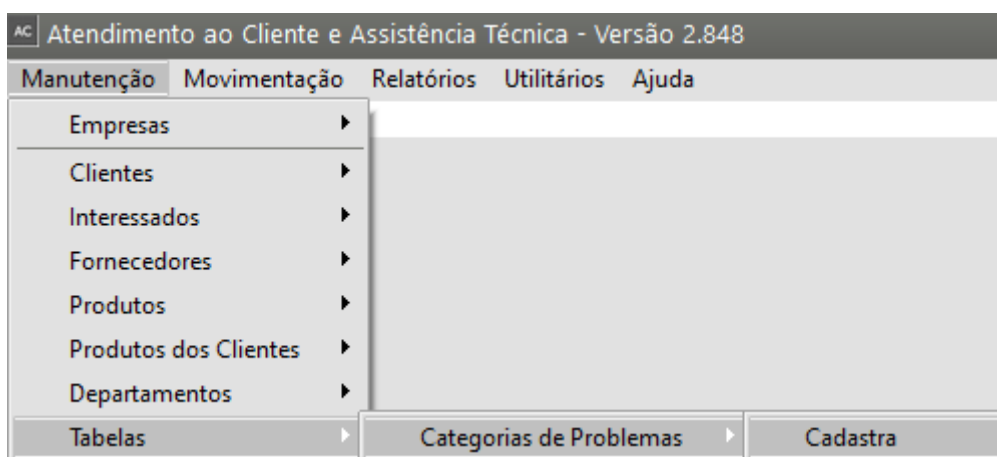 AC Atendimento ao Cliente e Assistência Técnica - Versão 2.848
Manutenção Movimentação Relatórios Utilitários Ajuda
Empresas
Clientes
Interessados
Fornecedores
Produtos
Produtos dos Clientes
Departamentos
Tabelas Categorias de Problemas Cadastra